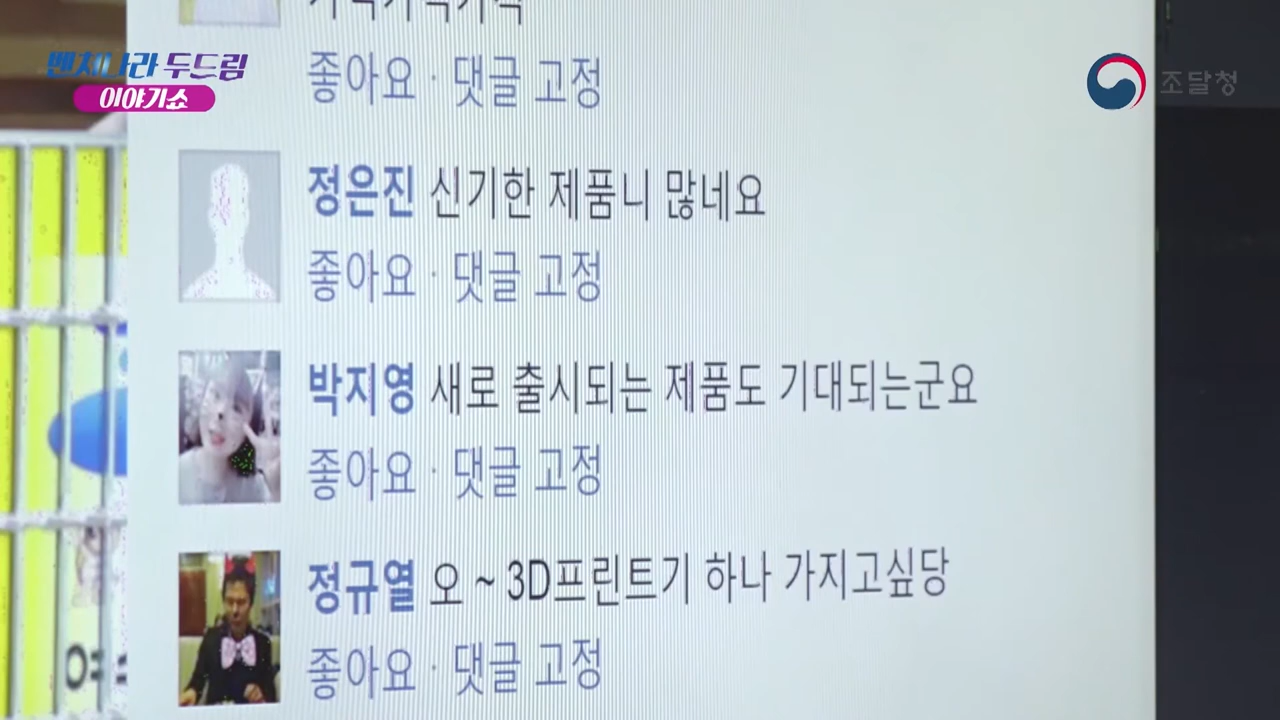 벤처나라 두드림
이야기쇼
조달청
좋아요 · 댓글 고정
정은진 신기한 제품니 많네요
좋아요 · 댓글 고정
박지영 새로 출시되는 제품도 기대되는군요
좋아요 · 댓글 고정
정규열 오 ~ 3D프린트기 하나 가지고싶당
좋아요 · 댓글 고정